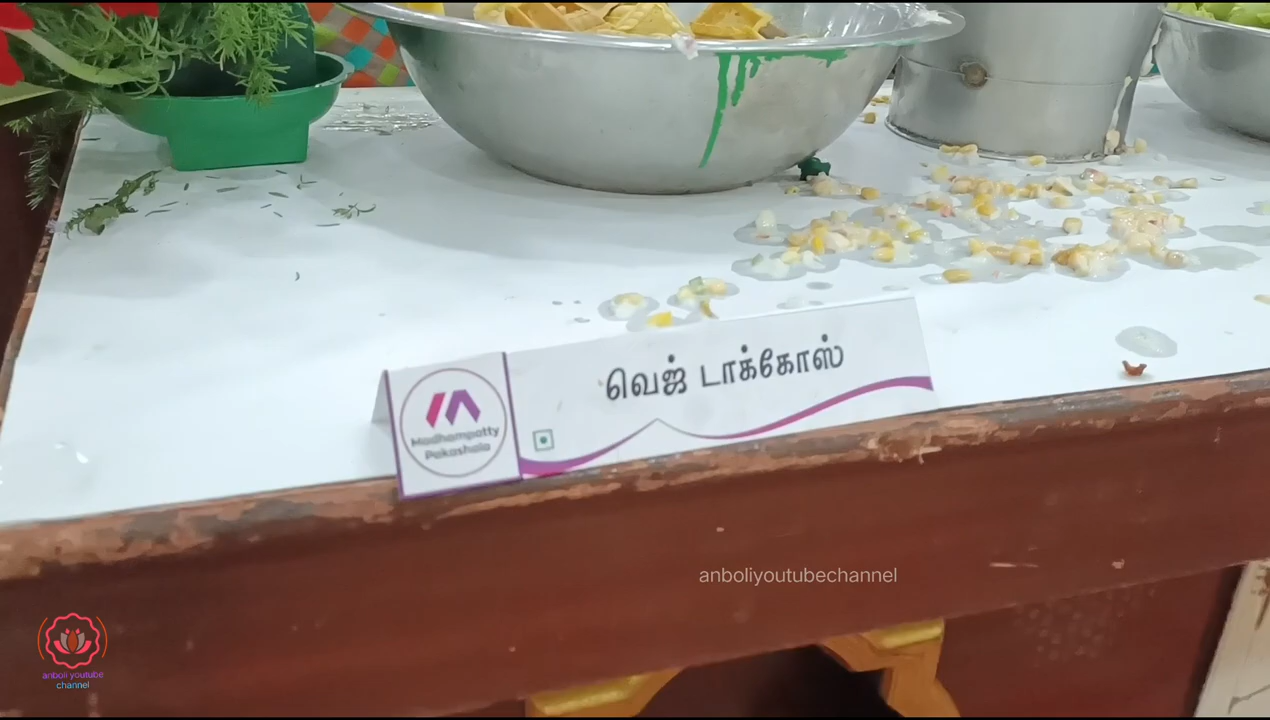 வெஜ் டாக்கோஸ்
Madhampatty
Pakashala
anboliyoutubechannel
anboli youtube
channel